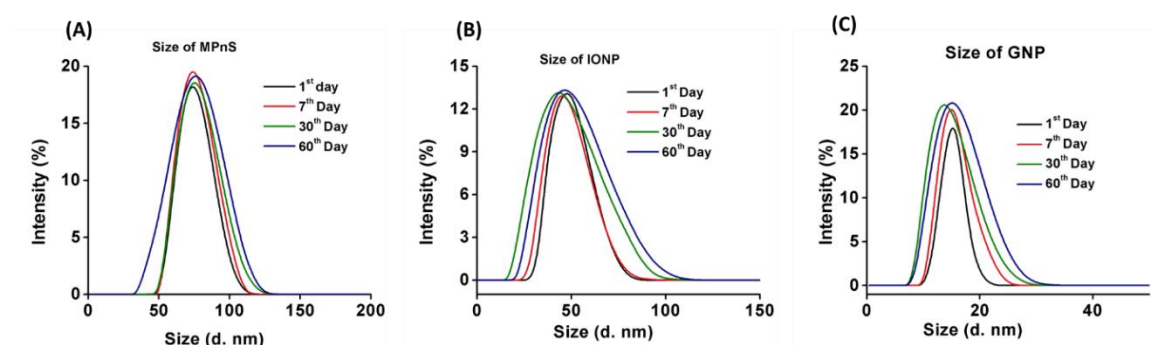 (A)
Size of MPnS
20
15
10
5
0
Intensity (%)
1st day
7th Day
30th Day
60th Day
0 50 100 150 200
Size (d. nm)
(B)
Size of IONP
15
12
9
6
3
0
Intensity (%)
1st Day
7th Day
30th Day
60th Day
0 50 100 150
Size (d. nm)
(C)
Size of GNP
25
20
15
10
5
0
Intensity (%)
1st Day
7th Day
30th Day
60th Day
0 20 40
Size (d. nm)